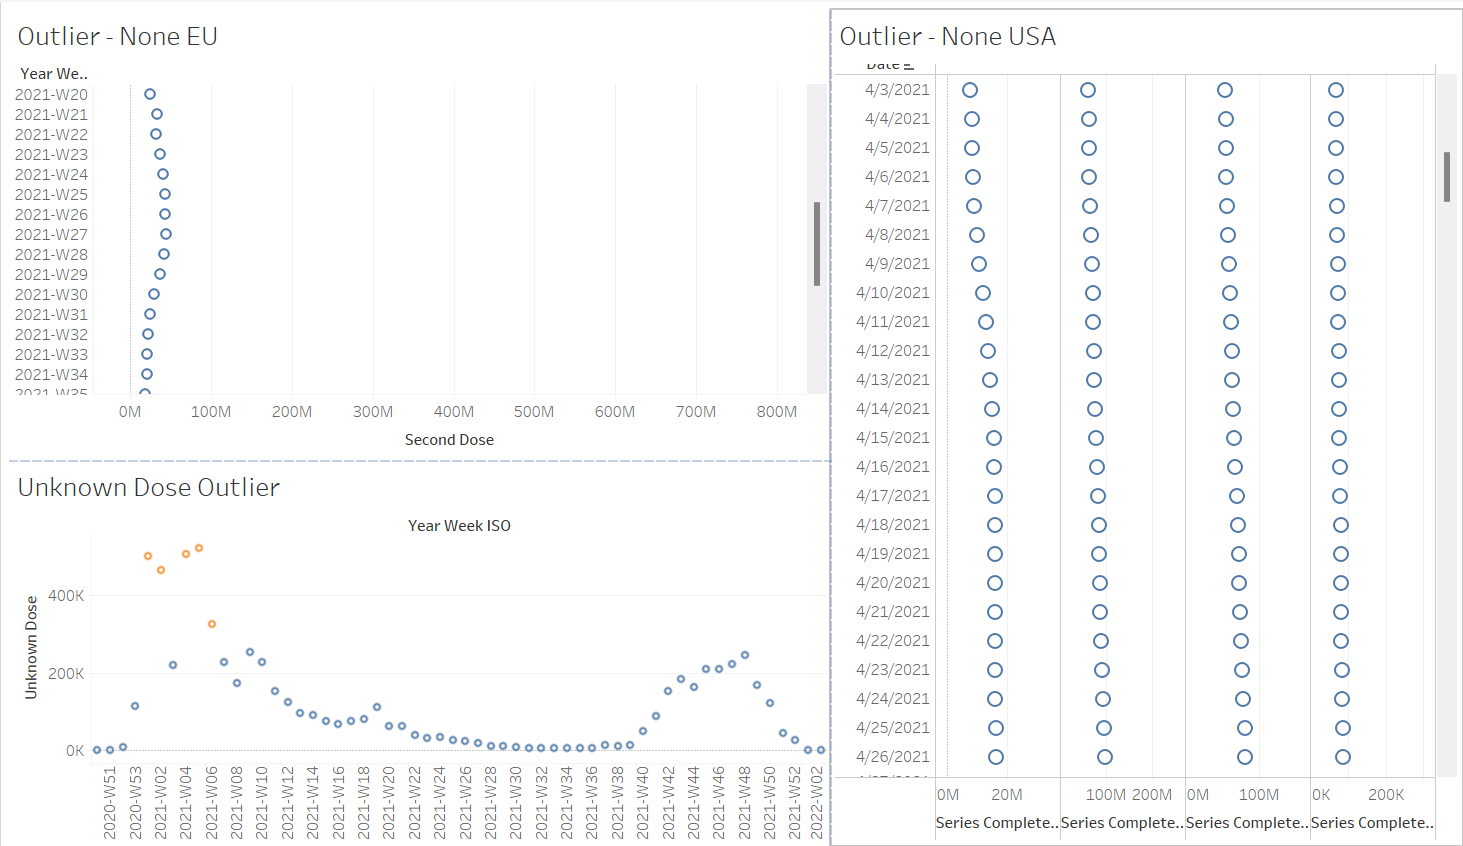 Outlier - None EU
Year We..
2021-W20
2021-W21
2021-W22
2021-W23
2021-W24
2021-W25
2021-W26
2021-W27
2021-W28
2021-W29
2021-W30
2021-W31
2021-W32
2021-W33
2021-W34
2021-W35
0M 100M 200M 300M 400M 500M 600M 700M 800M
Second Dose
Unknown Dose Outlier
Year Week ISO
Unknown Dose
400K
200K
0K
2020-W51
2020-W53
2021-W02
2021-W04
2021-W06
2021-W08
2021-W10
2021-W12
2021-W14
2021-W16
2021-W18
2021-W20
2021-W22
2021-W24
2021-W26
2021-W28
2021-W30
2021-W32
2021-W34
2021-W36
2021-W38
2021-W40
2021-W42
2021-W44
2021-W46
2021-W48
2021-W50
2021-W52
2022-W02
Outlier - None USA
Date
4/3/2021
4/4/2021
4/5/2021
4/6/2021
4/7/2021
4/8/2021
4/9/2021
4/10/2021
4/11/2021
4/12/2021
4/13/2021
4/14/2021
4/15/2021
4/16/2021
4/17/2021
4/18/2021
4/19/2021
4/20/2021
4/21/2021
4/22/2021
4/23/2021
4/24/2021
4/25/2021
4/26/2021
0M 20M 100M 200M 0M 100M 0K 200K
Series Complete.. Series Complete.. Series Complete.. Series Complete..